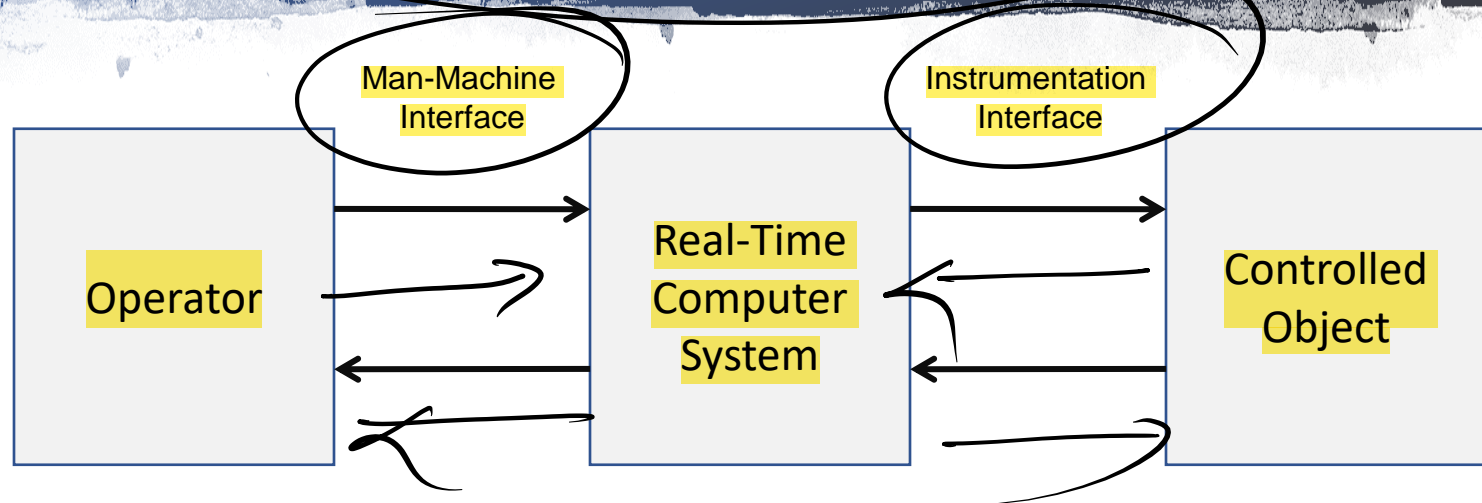 Man-Machine
Interface
Instrumentation
Interface
Operator
Real-Time
Computer
System
Controlled
Object